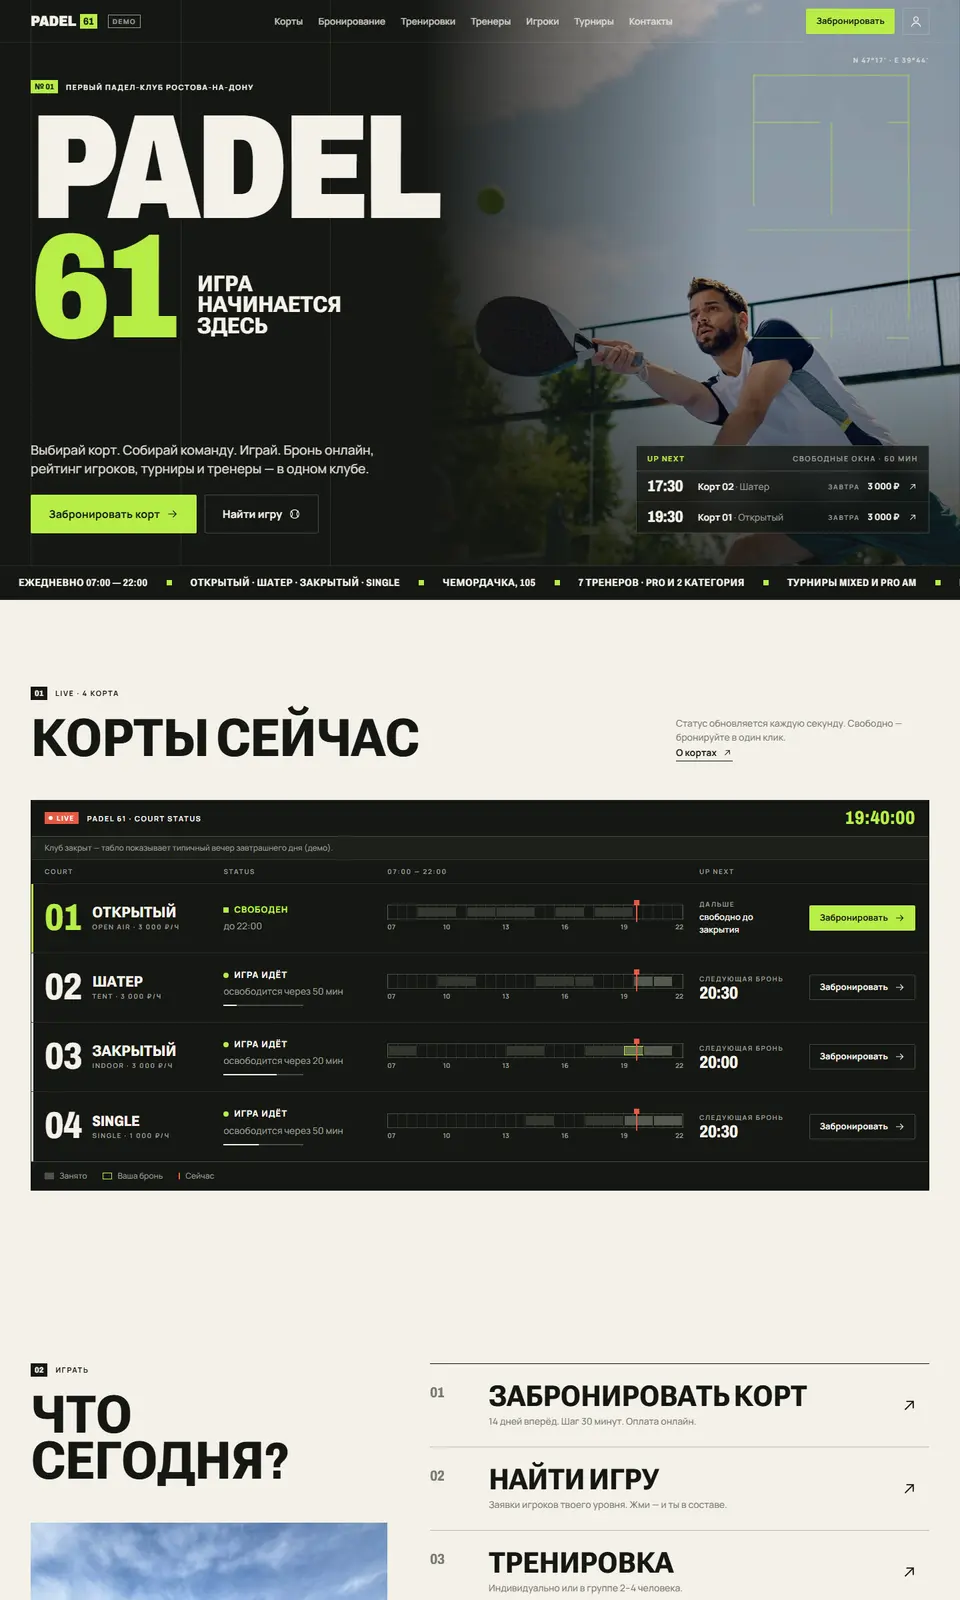 PADEL 61 DEMO Корты Бронирование Тренировки Тренеры Игроки Турниры Контакты Забронировать
N 47°17' · E 39°44'
№ 01 ПЕРВЫЙ ПАДЕЛ-КЛУБ РОСТОВА-НА-ДОНУ
PADEL
61
ИГРА
НАЧИНАЕТСЯ
ЗДЕСЬ
Выбирай корт. Собирай команду. Играй. Бронь онлайн,
рейтинг игроков, турниры и тренеры — в одном клубе.
Забронировать корт → Найти игру
UP NEXT СВОБОДНЫЕ ОКНА · 60 МИН
17:30 Корт 02 · Шатер ЗАВТРА 3 000 ₽ ↗
19:30 Корт 01 · Открытый ЗАВТРА 3 000 ₽ ↗
ЕЖЕДНЕВНО 07:00 — 22:00 ОТКРЫТЫЙ · ШАТЕР · ЗАКРЫТЫЙ · SINGLE ЧЕМОРДАЧКА, 105 7 ТРЕНЕРОВ · PRO И 2 КАТЕГОРИЯ ТУРНИРЫ MIXED И PRO AM
01 LIVE · 4 КОРТА
КОРТЫ СЕЙЧАС
Статус обновляется каждую секунду. Свободно —
бронируйте в один клик.
О кортах ↗
LIVE PADEL 61 · COURT STATUS 19:40:00
Клуб закрыт — табло показывает типичный вечер завтрашнего дня (демо).
COURT STATUS 07:00 — 22:00 UP NEXT
01 ОТКРЫТЫЙ
OPEN AIR · 3 000 ₽/Ч
СВОБОДЕН
до 22:00
07 10 13 16 19 22
ДАЛЬШЕ
свободно до
закрытия
Забронировать →
02 ШАТЕР
TENT · 3 000 ₽/Ч
ИГРА ИДЁТ
освободится через 50 мин
07 10 13 16 19 22
СЛЕДУЮЩАЯ БРОНЬ
20:30
Забронировать →
03 ЗАКРЫТЫЙ
INDOOR · 3 000 ₽/Ч
ИГРА ИДЁТ
освободится через 20 мин
07 10 13 16 19 22
СЛЕДУЮЩАЯ БРОНЬ
20:00
Забронировать →
04 SINGLE
SINGLE · 1 000 ₽/Ч
ИГРА ИДЁТ
освободится через 50 мин
07 10 13 16 19 22
СЛЕДУЮЩАЯ БРОНЬ
20:30
Забронировать →
Занято Ваша бронь Сейчас
02 ИГРАТЬ
ЧТО
СЕГОДНЯ?
01 ЗАБРОНИРОВАТЬ КОРТ ↗
14 дней вперёд. Шаг 30 минут. Оплата онлайн.
02 НАЙТИ ИГРУ ↗
Заявки игроков твоего уровня. Жми — и ты в составе.
03 ТРЕНИРОВКА ↗
Индивидуально или в группе 2–4 человека.